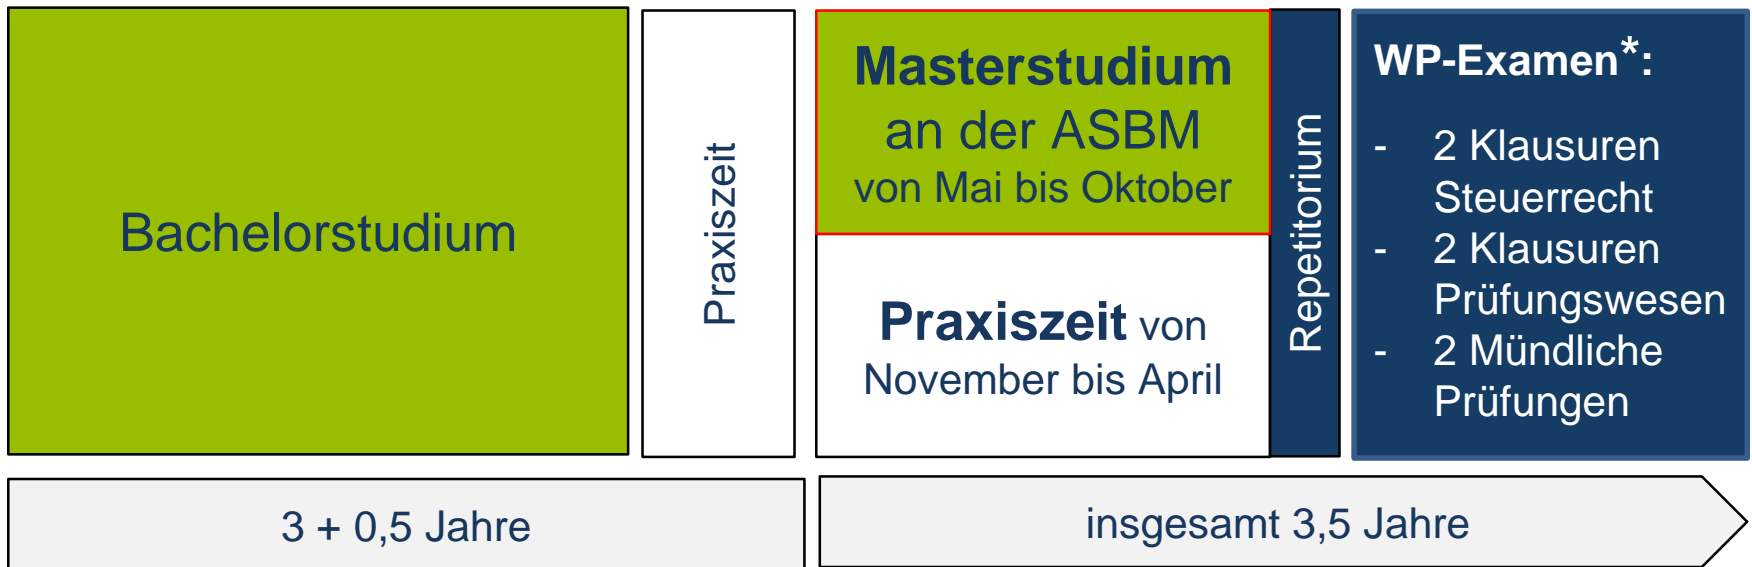 Bachelorstudium
Praxiszeit
Masterstudium
an der ASBM
von Mai bis Oktober
Praxiszeit von
November bis April
Repetitorium
WP-Examen*:
- 2 Klausuren
Steuerrecht
- 2 Klausuren
Prüfungswesen
- 2 Mündliche
Prüfungen
3 + 0,5 Jahre
insgesamt 3,5 Jahre